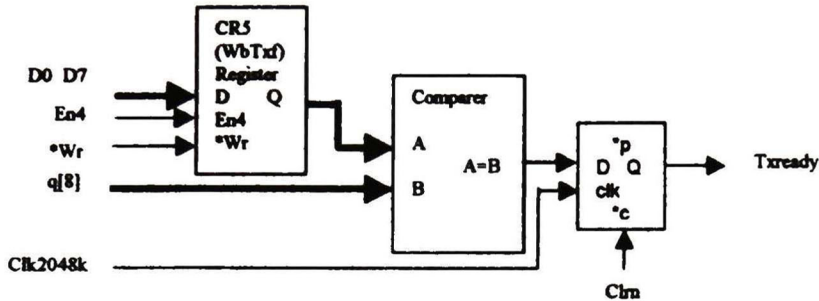 CR5
(WbTxf)
Register
D Q
En4
*Wr
D0 D7
En4
*Wr
q[8}
Clk2048k
Comparer
A
A=B
B
*p
D Q
clk
*c
Clrn
Txready